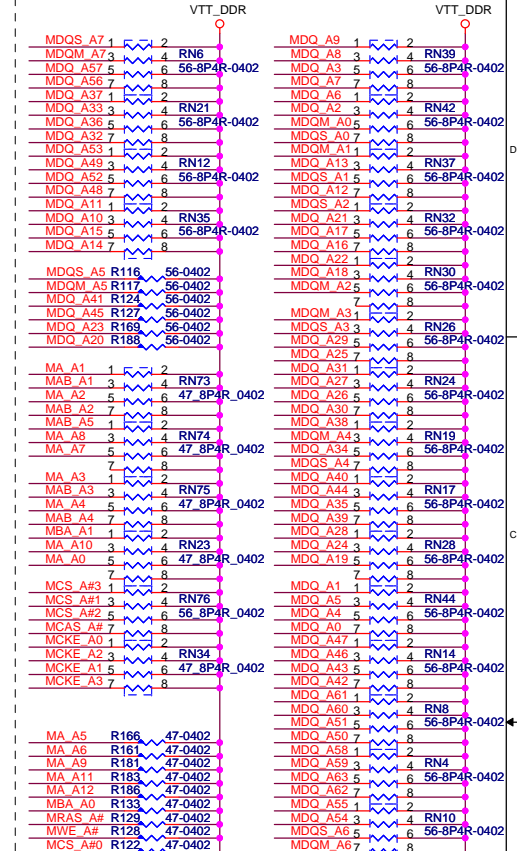 VTT_DDR
MDQS_A7 1 2
MDQM_A7 3 4 RN6
MDQ_A57 5 6 56-8P4R-0402
MDQ_A56 7 8
MDQ_A37 1 2
MDQ_A33 3 4 RN21
MDQ_A36 5 6 56-8P4R-0402
MDQ_A32 7 8
MDQ_A53 1 2
MDQ_A49 3 4 RN12
MDQ_A52 5 6 56-8P4R-0402
MDQ_A48 7 8
MDQ_A11 1 2
MDQ_A10 3 4 RN35
MDQ_A15 5 6 56-8P4R-0402
MDQ_A14 7 8
MDQS_A5 R116 56-0402
MDQM_A5 R117 56-0402
MDQ_A41 R124 56-0402
MDQ_A45 R127 56-0402
MDQ_A23 R169 56-0402
MDQ_A20 R188 56-0402
MA_A1 1 2
MAB_A1 3 4 RN73
MA_A2 5 6 47_8P4R_0402
MAB_A2 7 8
MAB_A5 1 2
MA_A8 3 4 RN74
MA_A7 5 6 47_8P4R_0402
7 8
MA_A3 1 2
MAB_A3 3 4 RN75
MA_A4 5 6 47_8P4R_0402
MAB_A4 7 8
MBA_A1 1 2
MA_A10 3 4 RN23
MA_A0 5 6 47_8P4R_0402
7 8
MCS_A#3 1 2
MCS_A#1 3 4 RN76
MCS_A#2 5 6 56_8P4R_0402
MCAS_A# 7 8
MCKE_A0 1 2
MCKE_A2 3 4 RN34
MCKE_A1 5 6 47_8P4R_0402
MCKE_A3 7 8
MA_A5 R166 47-0402
MA_A6 R161 47-0402
MA_A9 R181 47-0402
MA_A11 R183 47-0402
MA_A12 R186 47-0402
MBA_A0 R133 47-0402
MRAS_A# R129 47-0402
MWE_A# R128 47-0402
MCS_A#0 R122 47-0402
VTT_DDR
MDQ_A9 1 2
MDQ_A8 3 4 RN39
MDQ_A3 5 6 56-8P4R-0402
MDQ_A7 7 8
MDQ_A6 1 2
MDQ_A2 3 4 RN42
MDQM_A0 5 6 56-8P4R-0402
MDQS_A0 7 8
MDQM_A1 1 2
MDQ_A13 3 4 RN37
MDQS_A1 5 6 56-8P4R-0402
MDQ_A12 7 8
MDQS_A2 1 2
MDQ_A21 3 4 RN32
MDQ_A17 5 6 56-8P4R-0402
MDQ_A16 7 8
MDQ_A22 1 2
MDQ_A18 3 4 RN30
MDQM_A2 5 6 56-8P4R-0402
7 8
MDQM_A3 1 2
MDQS_A3 3 4 RN26
MDQ_A29 5 6 56-8P4R-0402
MDQ_A25 7 8
MDQ_A31 1 2
MDQ_A27 3 4 RN24
MDQ_A26 5 6 56-8P4R-0402
MDQ_A30 7 8
MDQ_A38 1 2
MDQM_A4 3 4 RN19
MDQ_A34 5 6 56-8P4R-0402
MDQS_A4 7 8
MDQ_A40 1 2
MDQ_A44 3 4 RN17
MDQ_A35 5 6 56-8P4R-0402
MDQ_A39 7 8
MDQ_A28 1 2
MDQ_A24 3 4 RN28
MDQ_A19 5 6 56-8P4R-0402
7 8
MDQ_A1 1 2
MDQ_A5 3 4 RN44
MDQ_A4 5 6 56-8P4R-0402
MDQ_A0 7 8
MDQ_A47 1 2
MDQ_A46 3 4 RN14
MDQ_A43 5 6 56-8P4R-0402
MDQ_A42 7 8
MDQ_A61 1 2
MDQ_A60 3 4 RN8
MDQ_A51 5 6 56-8P4R-0402
MDQ_A50 7 8
MDQ_A58 1 2
MDQ_A59 3 4 RN4
MDQ_A63 5 6 56-8P4R-0402
MDQ_A62 7 8
MDQ_A55 1 2
MDQ_A54 3 4 RN10
MDQS_A6 5 6 56-8P4R-0402
MDQM_A6 7 8
D
C